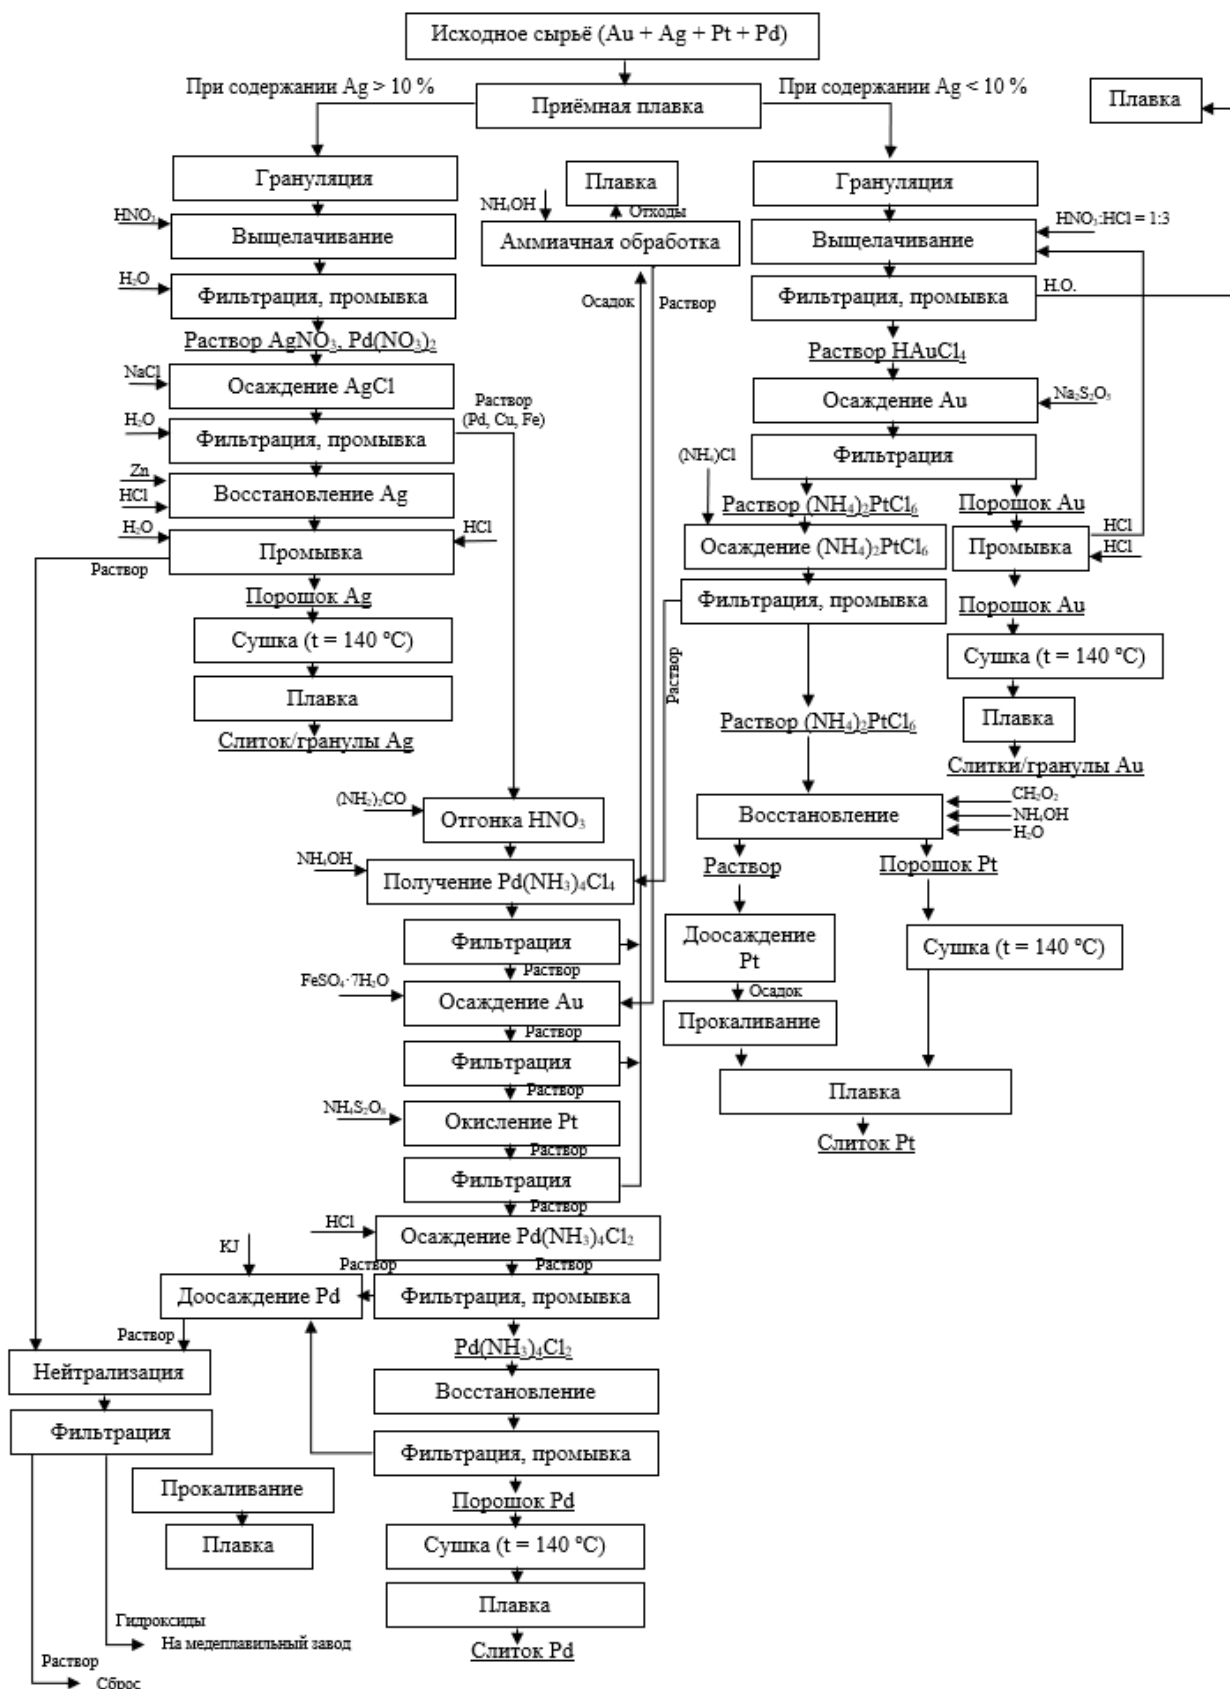 Исходное сырьё (Au + Ag + Pt + Pd)
При содержании Ag > 10 %
При содержании Ag < 10 %
Приёмная плавка
Плавка
Грануляция
Плавка
Грануляция
NH₄OH
Отходы
HNO₃
Выщелачивание
Аммиачная обработка
Выщелачивание
HNO₃:HCl = 1:3
H₂O
Фильтрация, промывка
Осадок
Раствор
Фильтрация, промывка
Н.О.
Раствор AgNO₃, Pd(NO₃)₂
Раствор HAuCl₄
NaCl
Осаждение AgCl
Осаждение Au
Na₂S₂O₅
Раствор
(Pd, Cu, Fe)
H₂O
Фильтрация, промывка
Фильтрация
(NH₄)Cl
Zn
HCl
Восстановление Ag
Раствор (NH₄)₂PtCl₆
Порошок Au
H₂O
HCl
Промывка
Раствор
Осаждение (NH₄)₂PtCl₆
Промывка
HCl
HCl
Порошок Ag
Фильтрация, промывка
Порошок Au
Сушка (t = 140 °C)
Раствор
Сушка (t = 140 °C)
Плавка
Раствор (NH₄)₂PtCl₆
Плавка
Слиток/гранулы Ag
Слитки/гранулы Au
(NH₂)₂CO
Отгонка HNO₃
Восстановление
CH₂O₂
NH₄OH
H₂O
NH₄OH
Получение Pd(NH₃)₄Cl₄
Раствор
Порошок Pt
Фильтрация
Доосаждение
Pt
Сушка (t = 140 °C)
Раствор
FeSO₄·7H₂O
Осаждение Au
Осадок
Прокаливание
Раствор
Фильтрация
Плавка
Раствор
NH₄S₂O₈
Окисление Pt
Слиток Pt
Раствор
Фильтрация
Раствор
HCl
Осаждение Pd(NH₃)₄Cl₂
KJ
Раствор
Раствор
Доосаждение Pd
Фильтрация, промывка
Раствор
Pd(NH₃)₄Cl₂
Нейтрализация
Восстановление
Фильтрация
Фильтрация, промывка
Прокаливание
Порошок Pd
Плавка
Сушка (t = 140 °C)
Плавка
Гидроксиды
На медеплавильный завод
Слиток Pd
Раствор
Сброс